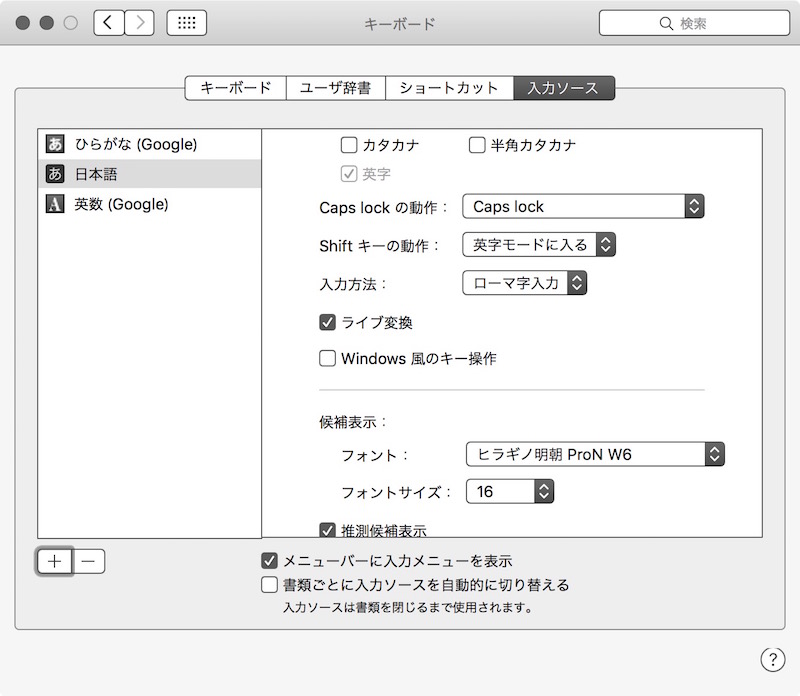 キーボード
検索
キーボード ユーザ辞書 ショートカット 入力ソース
あ ひらがな (Google)
あ 日本語
A 英数 (Google)
カタカナ 半角カタカナ
英字
Caps lock の動作： Caps lock
Shift キーの動作： 英字モードに入る
入力方法： ローマ字入力
ライブ変換
Windows 風のキー操作
候補表示：
フォント： ヒラギノ明朝 ProN W6
フォントサイズ： 16
推測候補表示
メニューバーに入力メニューを表示
書類ごとに入力ソースを自動的に切り替える
入力ソースは書類を閉じるまで使用されます。
?